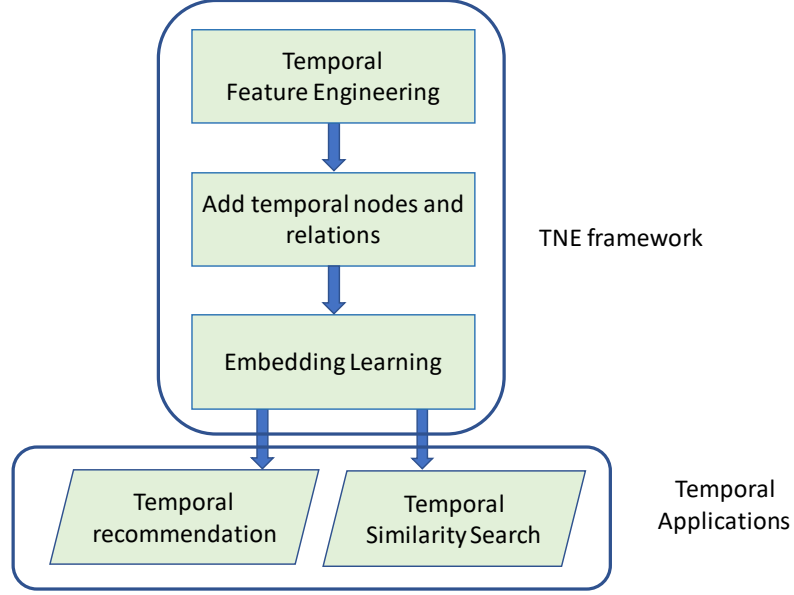 Temporal
Feature Engineering
Add temporal nodes and
relations
TNE framework
Embedding Learning
Temporal
recommendation
Temporal
Similarity Search
Temporal
Applications